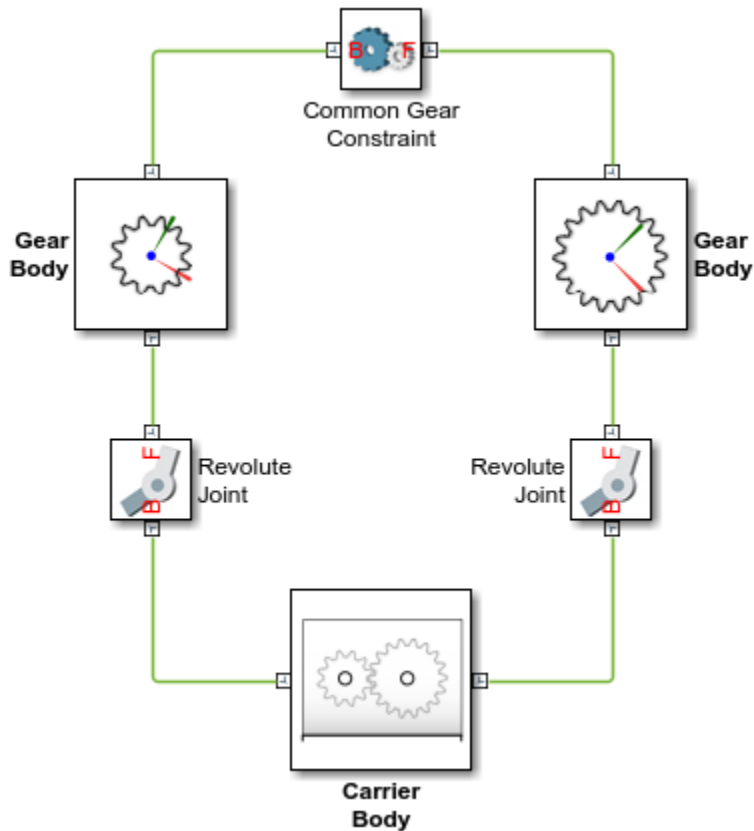 B F
Common Gear
Constraint
Gear
Body
Gear
Body
F
B
Revolute
Joint
Revolute
Joint
F
B
Carrier
Body